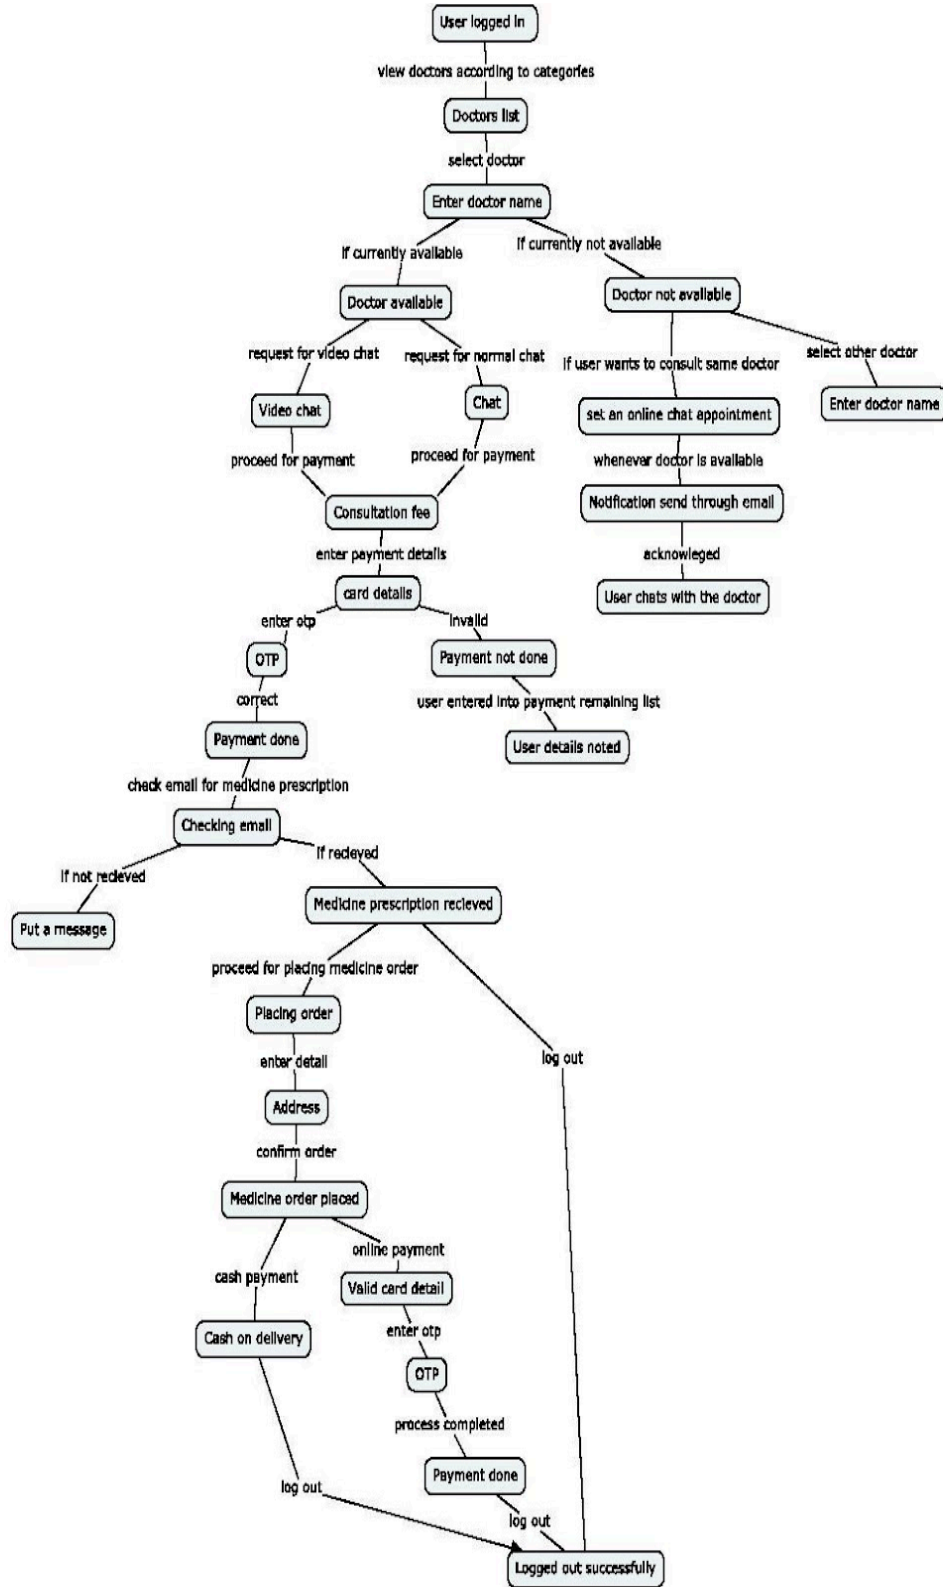 User logged in
view doctors according to categories
Doctors list
select doctor
Enter doctor name
if currently available
if currently not available
Doctor available
Doctor not available
request for video chat
request for normal chat
if user wants to consult same doctor
select other doctor
Video chat
Chat
set an online chat appointment
Enter doctor name
proceed for payment
proceed for payment
whenever doctor is available
Consultation fee
Notification send through email
enter payment details
acknowleged
card details
User chats with the doctor
enter otp
invalid
OTP
Payment not done
correct
user entered into payment remaining list
Payment done
User details noted
check email for medicine prescription
Checking email
if not recieved
if recieved
Put a message
Medicine prescription recieved
proceed for placing medicine order
Placing order
log out
enter detail
Address
confirm order
Medicine order placed
online payment
cash payment
Valid card detail
Cash on delivery
enter otp
OTP
process completed
Payment done
log out
log out
Logged out successfully